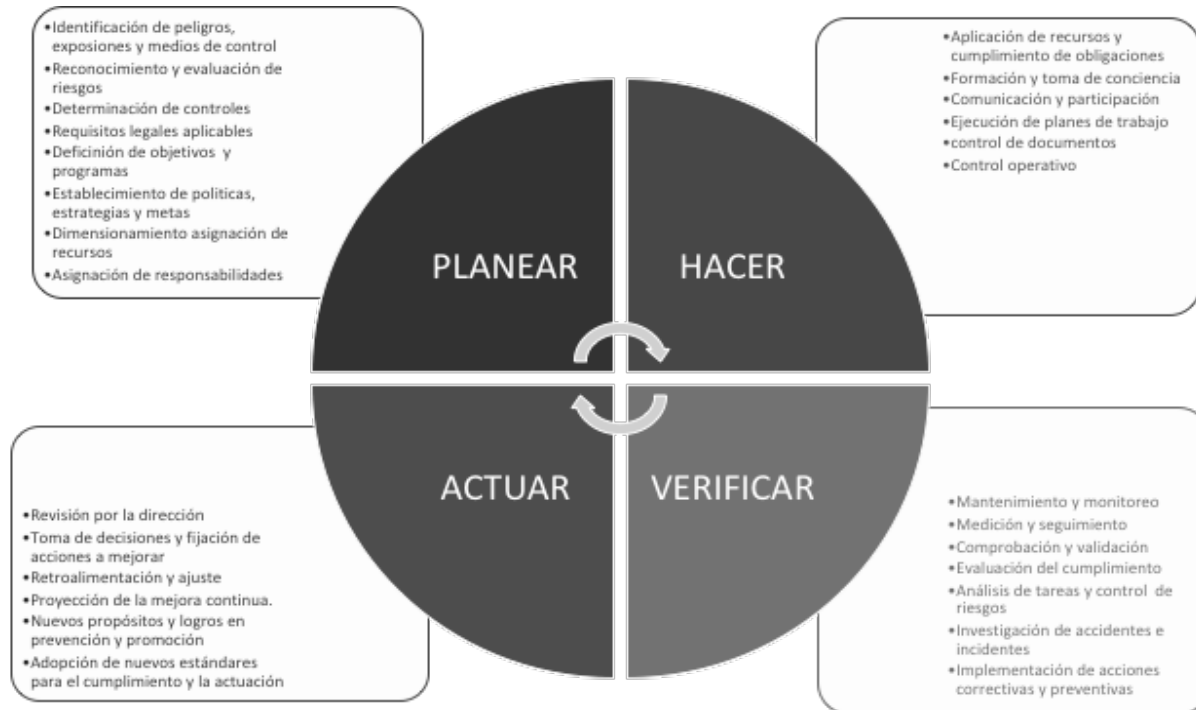 •Identificación de peligros,
exposiones y medios de control
•Reconocimiento y evaluación de
riesgos
•Determinación de controles
•Requisitos legales aplicables
•Deficinión de objetivos y
programas
•Establecimiento de politicas,
estrategias y metas
•Dimensionamiento asignación de
recursos
•Asignación de responsabilidades
•Aplicación de recursos y
cumplimiento de obligaciones
•Formación y toma de conciencia
•Comunicación y participación
•Ejecución de planes de trabajo
•control de documentos
•Control operativo
PLANEAR
HACER
ACTUAR
VERIFICAR
•Revisión por la dirección
•Toma de decisiones y fijación de
acciones a mejorar
•Retroalimentación y ajuste
•Proyección de la mejora continua.
•Nuevos propósitos y logros en
prevención y promoción
•Adopción de nuevos estándares
para el cumplimiento y la actuación
•Mantenimiento y monitoreo
•Medición y seguimiento
•Comprobación y validación
•Evaluación del cumplimiento
•Análisis de tareas y control de
riesgos
•Investigación de accidentes e
incidentes
•Implementación de acciones
correctivas y preventivas